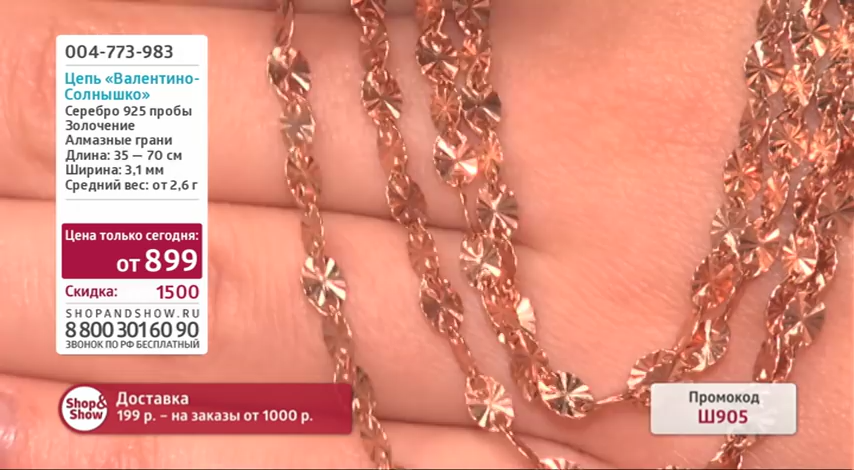 004-773-983
Цепь «Валентино-
Солнышко»
Серебро 925 пробы
Золочение
Алмазные грани
Длина: 35 — 70 см
Ширина: 3,1 мм
Средний вес: от 2,6 г
Цена только сегодня:
от 899
Скидка: 1500
SHOPANDSHOW.RU
8 800 301 60 90
ЗВОНОК ПО РФ БЕСПЛАТНЫЙ
Shop&
Show
Доставка
199 р. – на заказы от 1000 р.
Промокод
Ш905